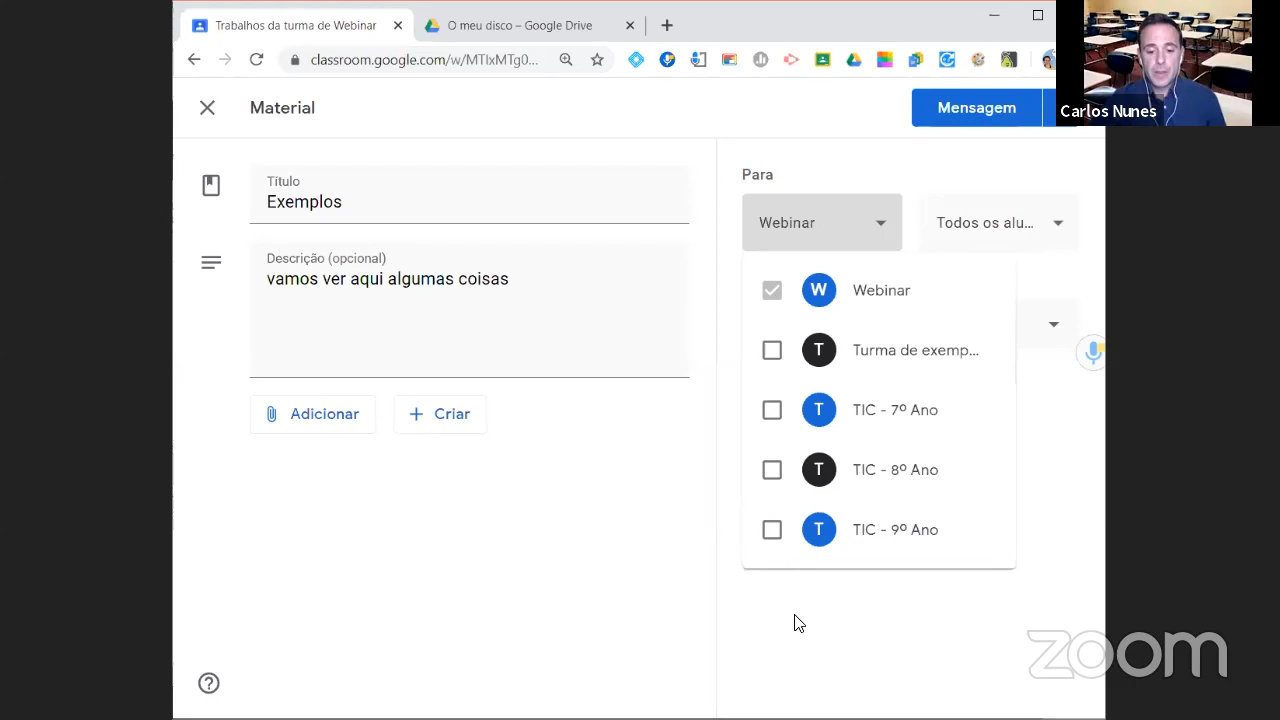 Trabalhos da turma de Webinar
O meu disco – Google Drive
classroom.google.com/w/MTIxMTg0...
Carlos Nunes
Material
Mensagem
Título
Exemplos
Descrição (opcional)
vamos ver aqui algumas coisas
Adicionar
Criar
Para
Webinar
Todos os alu...
W Webinar
T Turma de exemp...
T TIC - 7º Ano
T TIC - 8º Ano
T TIC - 9º Ano
zoom